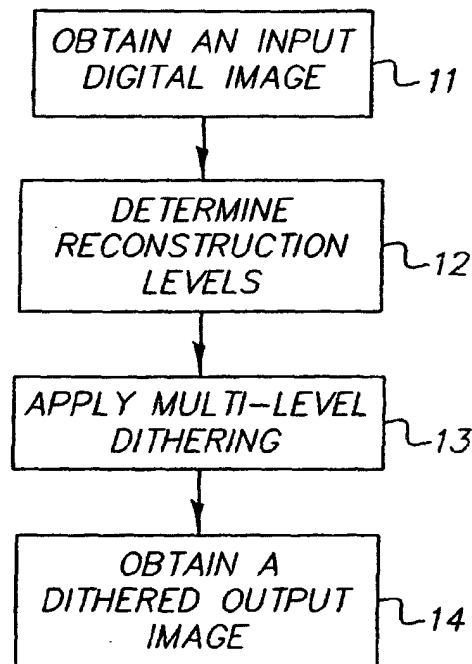 OBTAIN AN INPUT
DIGITAL IMAGE
11
DETERMINE
RECONSTRUCTION
LEVELS
12
APPLY MULTI-LEVEL
DITHERING
13
OBTAIN A
DITHERED OUTPUT
IMAGE
14